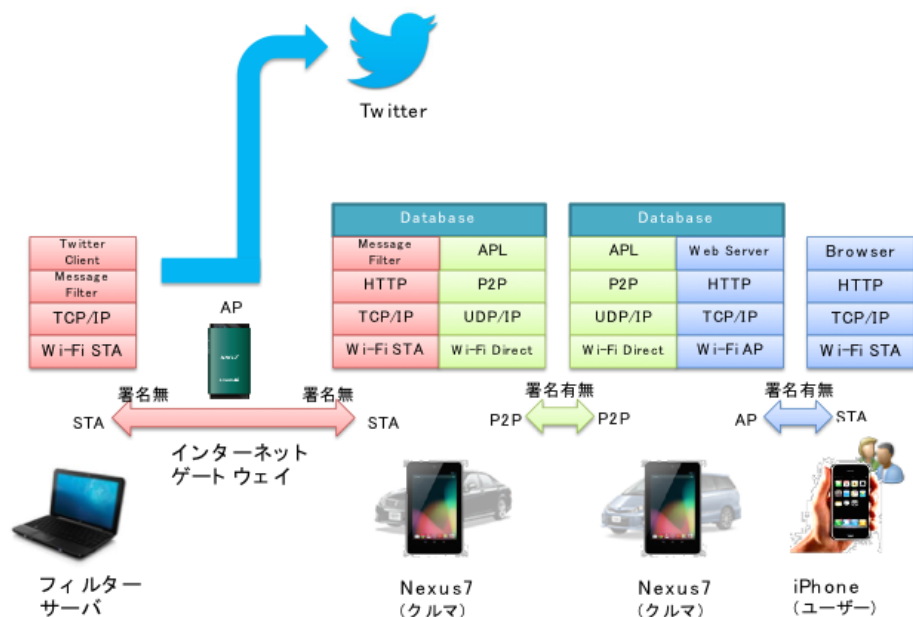 Twitter
Database
Database
Twitter Client
Message Filter
TCP/IP
Wi-Fi STA
AP
Message Filter
APL
HTTP
P2P
TCP/IP
UDP/IP
Wi-Fi STA
Wi-Fi Direct
APL
Web Server
P2P
HTTP
UDP/IP
TCP/IP
Wi-Fi Direct
Wi-Fi AP
Browser
HTTP
TCP/IP
Wi-Fi STA
署名無
署名無
署名有無
署名有無
STA
STA
P2P
P2P
AP
STA
インターネット
ゲートウェイ
フィルター
サーバ
Nexus7
(クルマ)
Nexus7
(クルマ)
iPhone
(ユーザー)